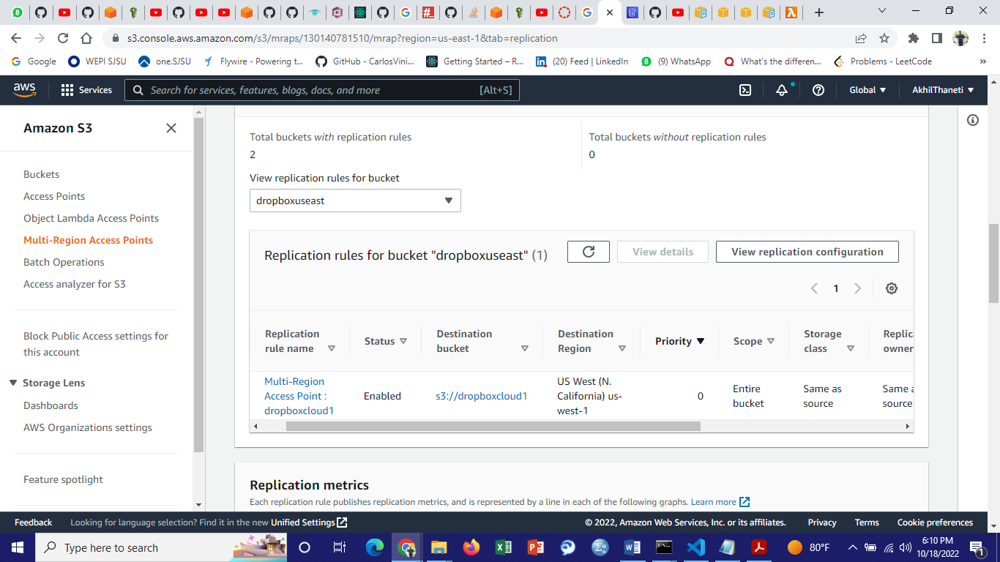 s3.console.aws.amazon.com/s3/mraps/130140781510/mrap?region=us-east-1&tab=replication
Google
WEPI SJSU
one.SJSU
Flywire - Powering t...
GitHub - CarlosVini...
Getting Started – R...
(20) Feed | LinkedIn
(9) WhatsApp
What's the differen...
Problems - LeetCode
»
aws
Services
Search for services, features, blogs, docs, and more
[Alt+S]
Global
AkhilThaneti
Amazon S3
Buckets
Access Points
Object Lambda Access Points
Multi-Region Access Points
Batch Operations
Access analyzer for S3
Block Public Access settings for
this account
Storage Lens
Dashboards
AWS Organizations settings
Feature spotlight
Total buckets with replication rules
2
Total buckets without replication rules
0
View replication rules for bucket
dropboxuseast
Replication rules for bucket "dropboxuseast" (1)
View details
View replication configuration
1
Replication
rule name
Status
Destination
bucket
Destination
Region
Priority
Scope
Storage
class
Replic
owner
Multi-Region
Access Point :
dropboxcloud1
Enabled
s3://dropboxcloud1
US West (N.
California) us-
west-1
0
Entire
bucket
Same as
source
Same a
source
Replication metrics
Each replication rule publishes replication metrics, and is represented by a line in each of the following graphs. Learn more
Feedback
Looking for language selection? Find it in the new Unified Settings
© 2022, Amazon Web Services, Inc. or its affiliates.
Privacy
Terms
Cookie preferences
Type here to search
80°F
6:10 PM
10/18/2022
1